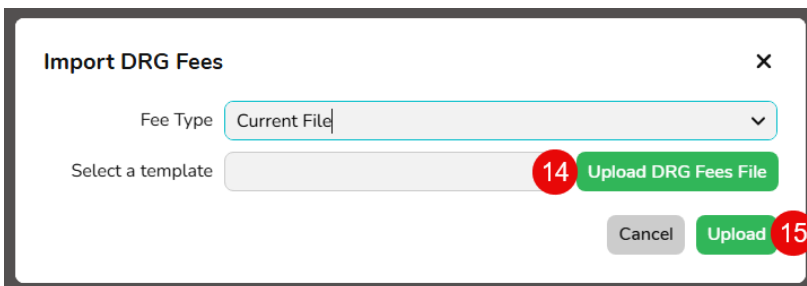 Import DRG Fees
Fee Type Current File
Select a template 14 Upload DRG Fees File
Cancel Upload 15